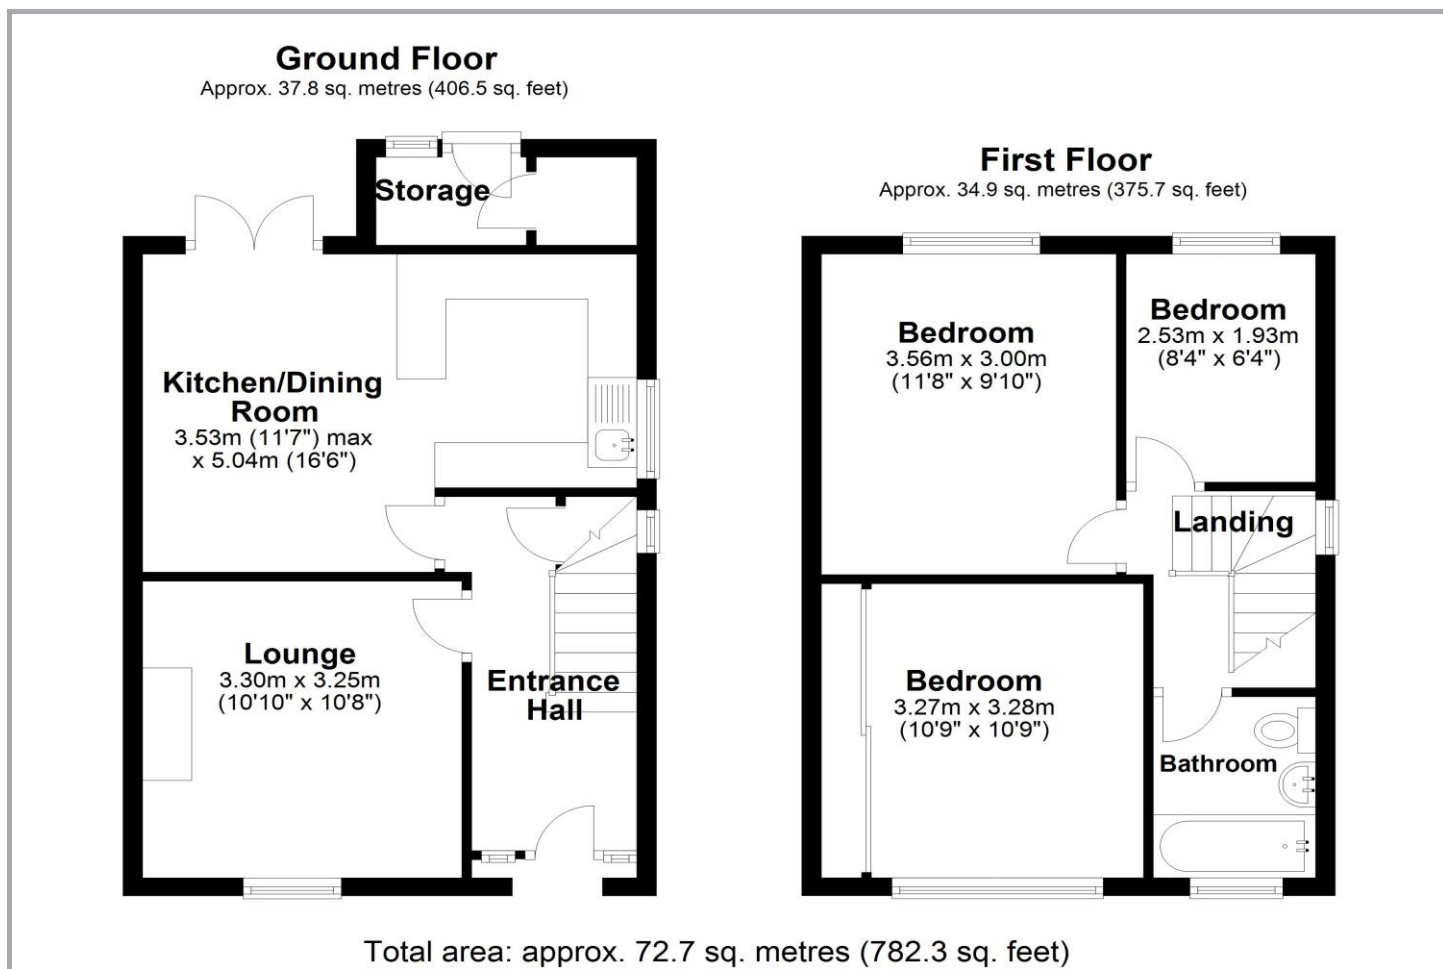 Ground Floor
Approx. 37.8 sq. metres (406.5 sq. feet)
Storage
Kitchen/Dining
Room
3.53m (11'7") max
x 5.04m (16'6")
Lounge
3.30m x 3.25m
(10'10" x 10'8")
Entrance
Hall
First Floor
Approx. 34.9 sq. metres (375.7 sq. feet)
Bedroom
3.56m x 3.00m
(11'8" x 9'10")
Bedroom
2.53m x 1.93m
(8'4" x 6'4")
Landing
Bedroom
3.27m x 3.28m
(10'9" x 10'9")
Bathroom
Total area: approx. 72.7 sq. metres (782.3 sq. feet)